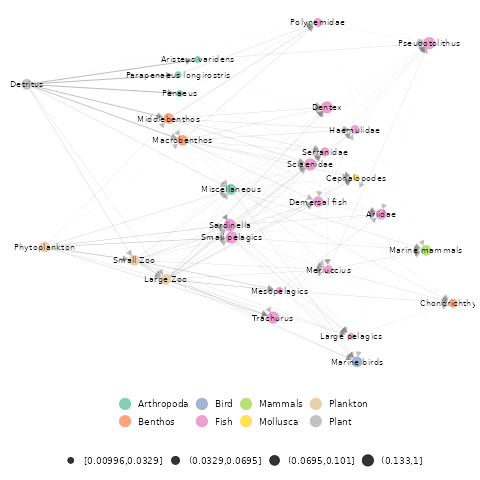 Polynemidae
Pseudotolithus
Aristeus varidens
Parapenaeus longirostris
Detritus
Penaeus
Dentex
Middlebenthos
Haemulidae
Macrobenthos
Serranidae
Sciaenidae
Cephalopodes
Miscellaneous
Demersal fish
Ariidae
Sardinella
Small pelagics
Phytoplankton
Marine mammals
Small Zoo
Merluccius
Large Zoo
Mesopelagics
Chondrichthy
Trachurus
Large pelagics
Marine birds
Arthropoda Bird Mammals Plankton
Benthos Fish Mollusca Plant
[0.00996,0.0329] (0.0329,0.0695] (0.0695,0.101] (0.133,1]